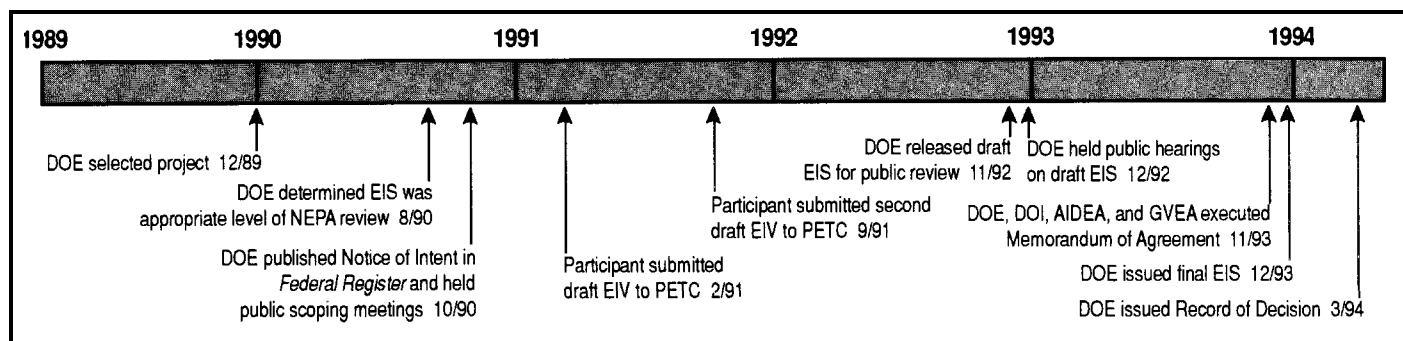 1989 1990 1991 1992 1993 1994
DOE selected project 12/89
DOE determined EIS was
appropriate level of NEPA review 8/90
DOE published Notice of Intent in
Federal Register and held
public scoping meetings 10/90
Participant submitted
draft EIV to PETC 2/91
Participant submitted second
draft EIV to PETC 9/91
DOE released draft
EIS for public review 11/92
DOE held public hearings
on draft EIS 12/92
DOE, DOI, AIDEA, and GVEA executed
Memorandum of Agreement 11/93
DOE issued final EIS 12/93
DOE issued Record of Decision 3/94